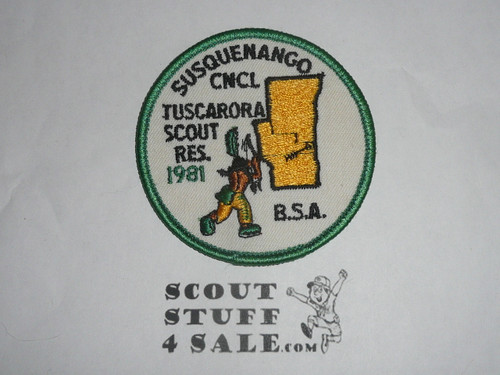 SUSQUENANGO
CNCL
TUSCARORA
SCOUT
RES.
1981
B.S.A.
SCOUT
STUFF
4 SALE.COM